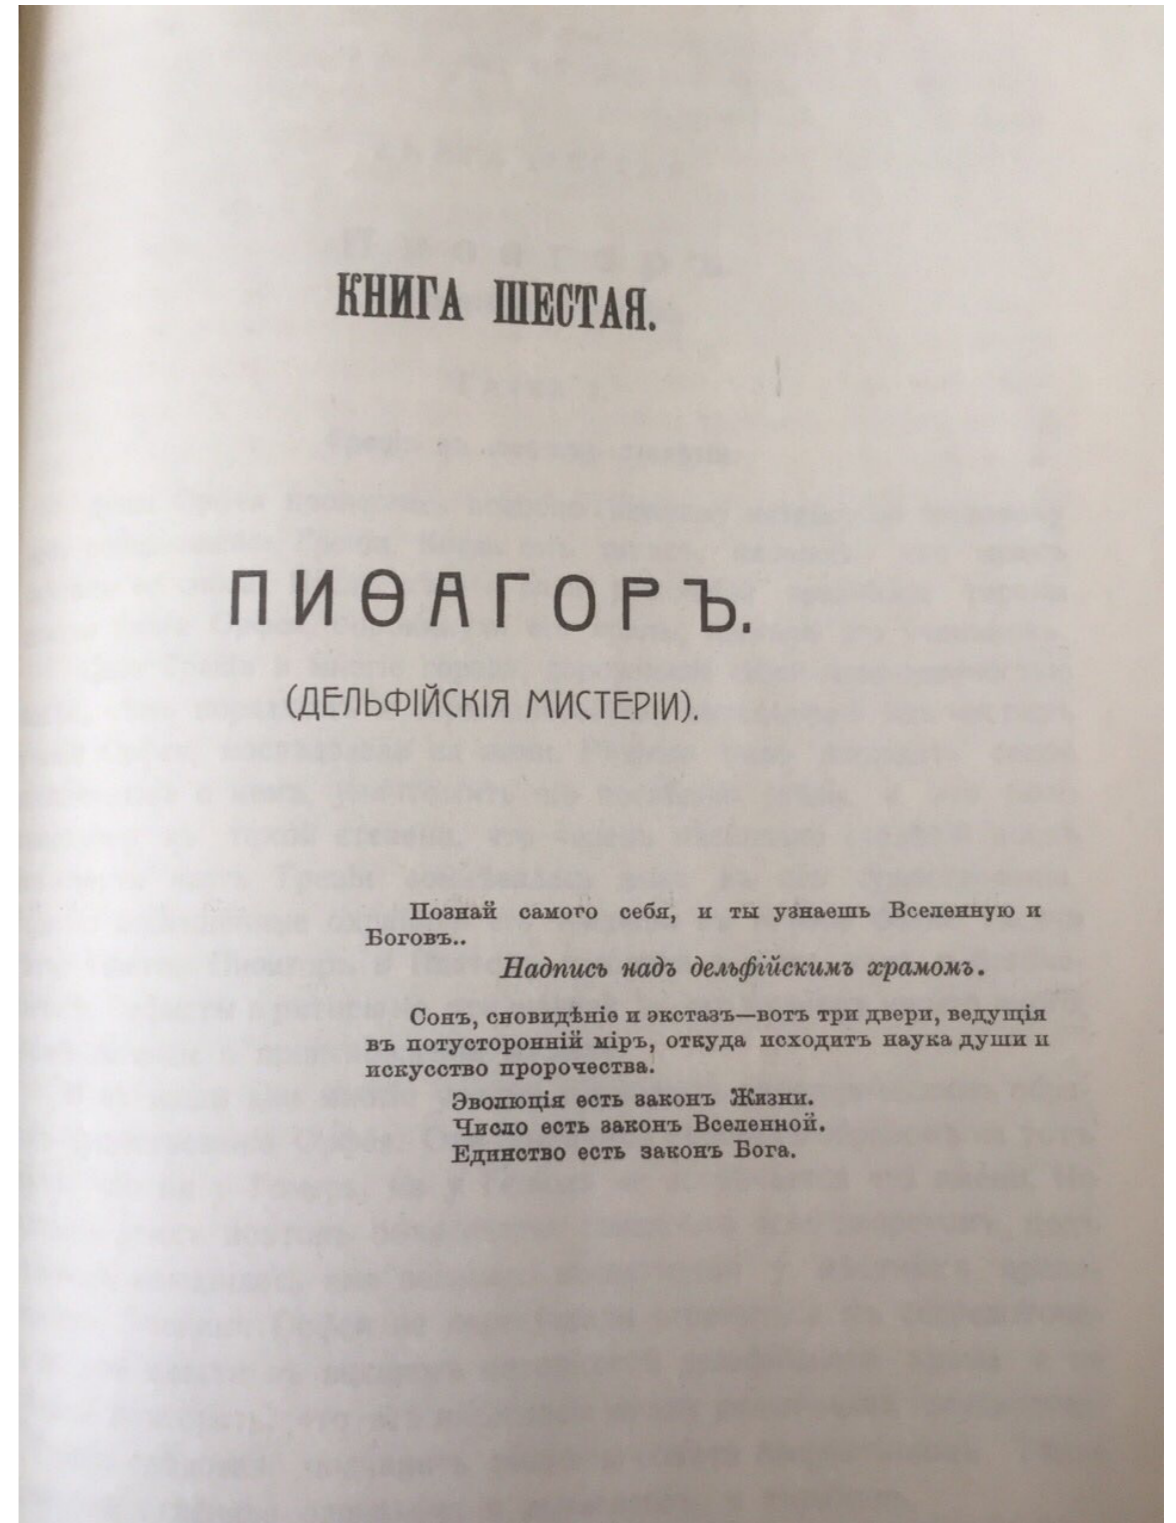 КНИГА ШЕСТАЯ.
ПИѲАГОРЪ.
(ДЕЛЬФІЙСКІЯ МИСТЕРІИ).
Познай самого себя, и ты узнаешь Вселенную и
Боговъ..
Надпись надъ дельфійскимъ храмомъ.
Сонъ, сновидѣніе и экстазъ—вотъ три двери, ведущія
въ потусторонній міръ, откуда исходитъ наука души и
искусство пророчества.
Эволюція есть законъ Жизни.
Число есть законъ Вселенной.
Единство есть законъ Бога.